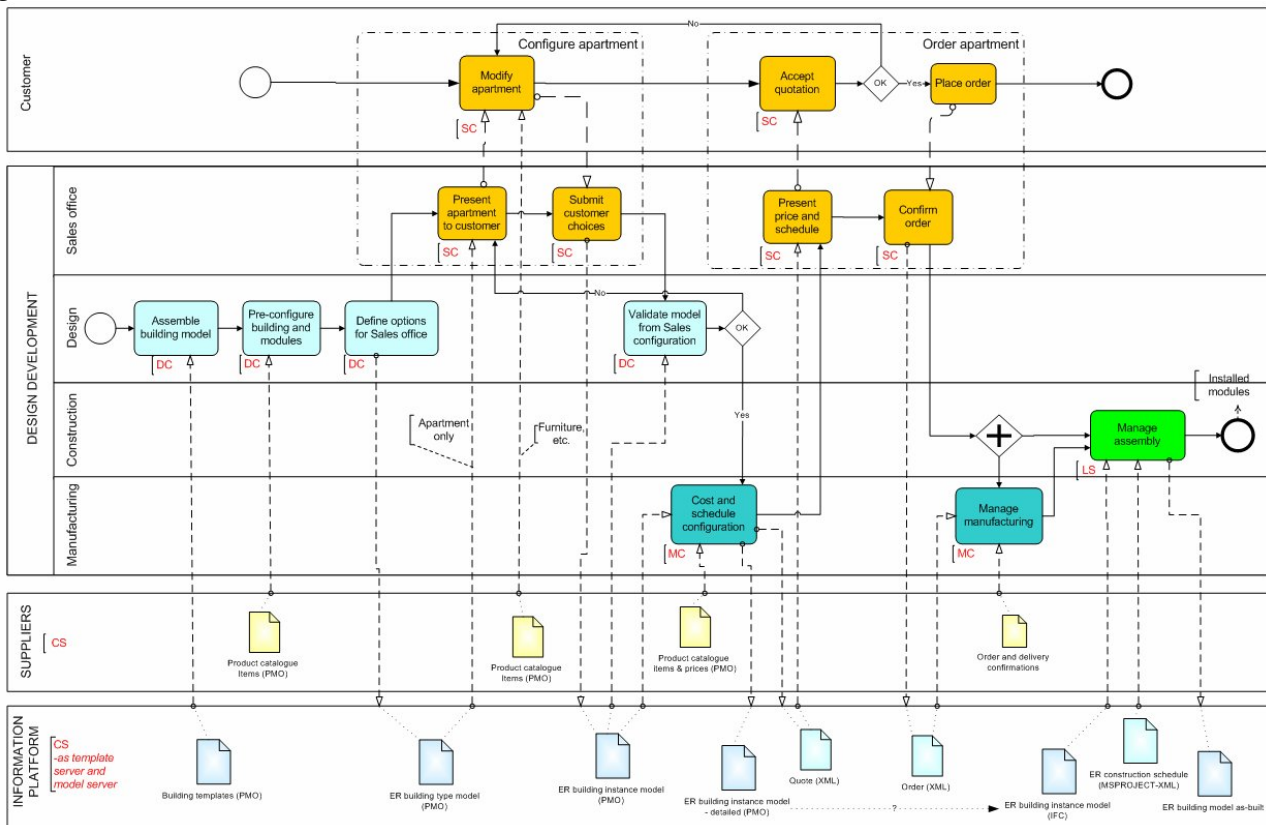 No
Configure apartment
Order apartment
Customer
Modify
apartment
Accept
quotation
OK
Yes
Place order
SC
SC
DESIGN DEVELOPMENT
Sales office
Present
apartment
to customer
Submit
customer
choices
Present
price and
schedule
Confirm
order
SC
SC
SC
SC
No
Design
Assemble
building model
Pre-configure
building and
modules
Define options
for Sales office
Validate model
from Sales
configuration
OK
DC
DC
DC
DC
Installed
modules
Construction
Apartment
only
Furniture,
etc.
Yes
Manage
assembly
LS
Manufacturing
Cost and
schedule
configuration
Manage
manufacturing
MC
MC
SUPPLIERS
CS
Product catalogue
Items (PMO)
Product catalogue
Items (PMO)
Product catalogue
items & prices (PMO)
Order and delivery
confirmations
INFORMATION
PLATFORM
CS
-as template
server and
model server
Building templates (PMO)
ER building type model
(PMO)
ER building instance model
(PMO)
ER building instance model
- detailed (PMO)
Quote (XML)
Order (XML)
?
ER building instance model
(IFC)
ER construction schedule
(MSPROJECT-XML)
ER building model as-built